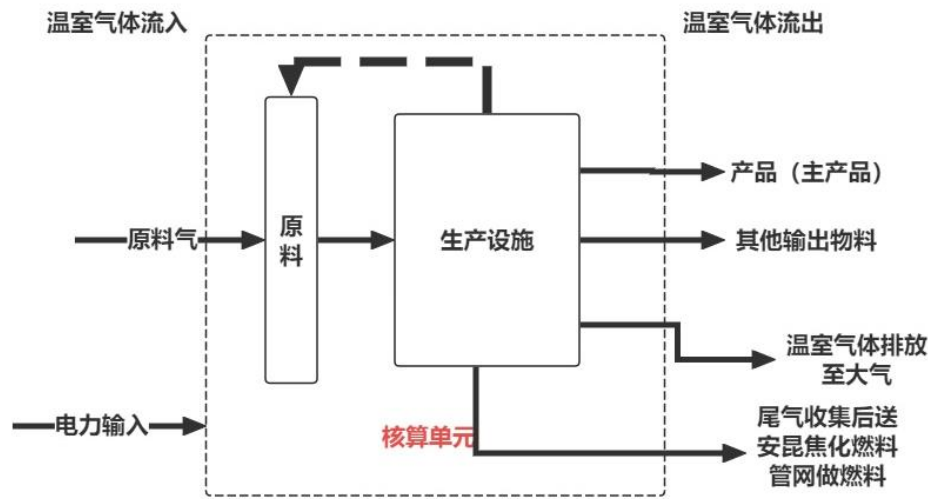 温室气体流入
温室气体流出
产品（主产品）
原料气
原
料
生产设施
其他输出物料
温室气体排放
至大气
电力输入
核算单元
尾气收集后送
安昆焦化燃料
管网做燃料